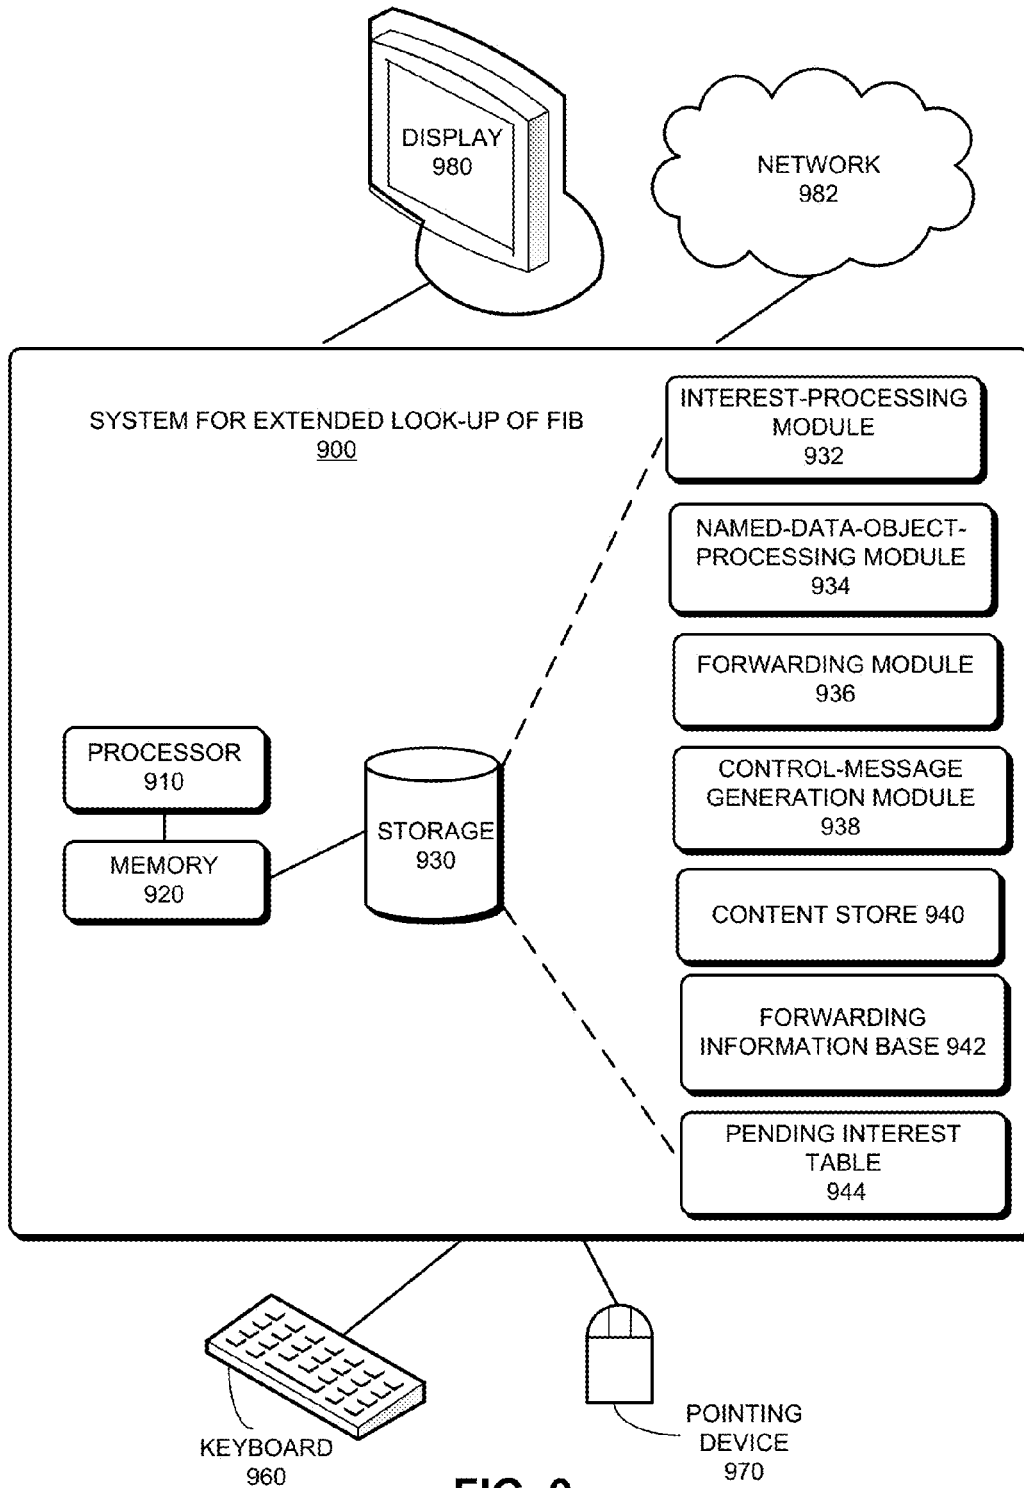 DISPLAY
980
NETWORK
982
SYSTEM FOR EXTENDED LOOK-UP OF FIB
900
INTEREST-PROCESSING
MODULE
932
NAMED-DATA-OBJECT-
PROCESSING MODULE
934
FORWARDING MODULE
936
CONTROL-MESSAGE
GENERATION MODULE
938
CONTENT STORE 940
FORWARDING
INFORMATION BASE 942
PENDING INTEREST
TABLE
944
PROCESSOR
910
MEMORY
920
STORAGE
930
KEYBOARD
960
POINTING
DEVICE
970
FIG.